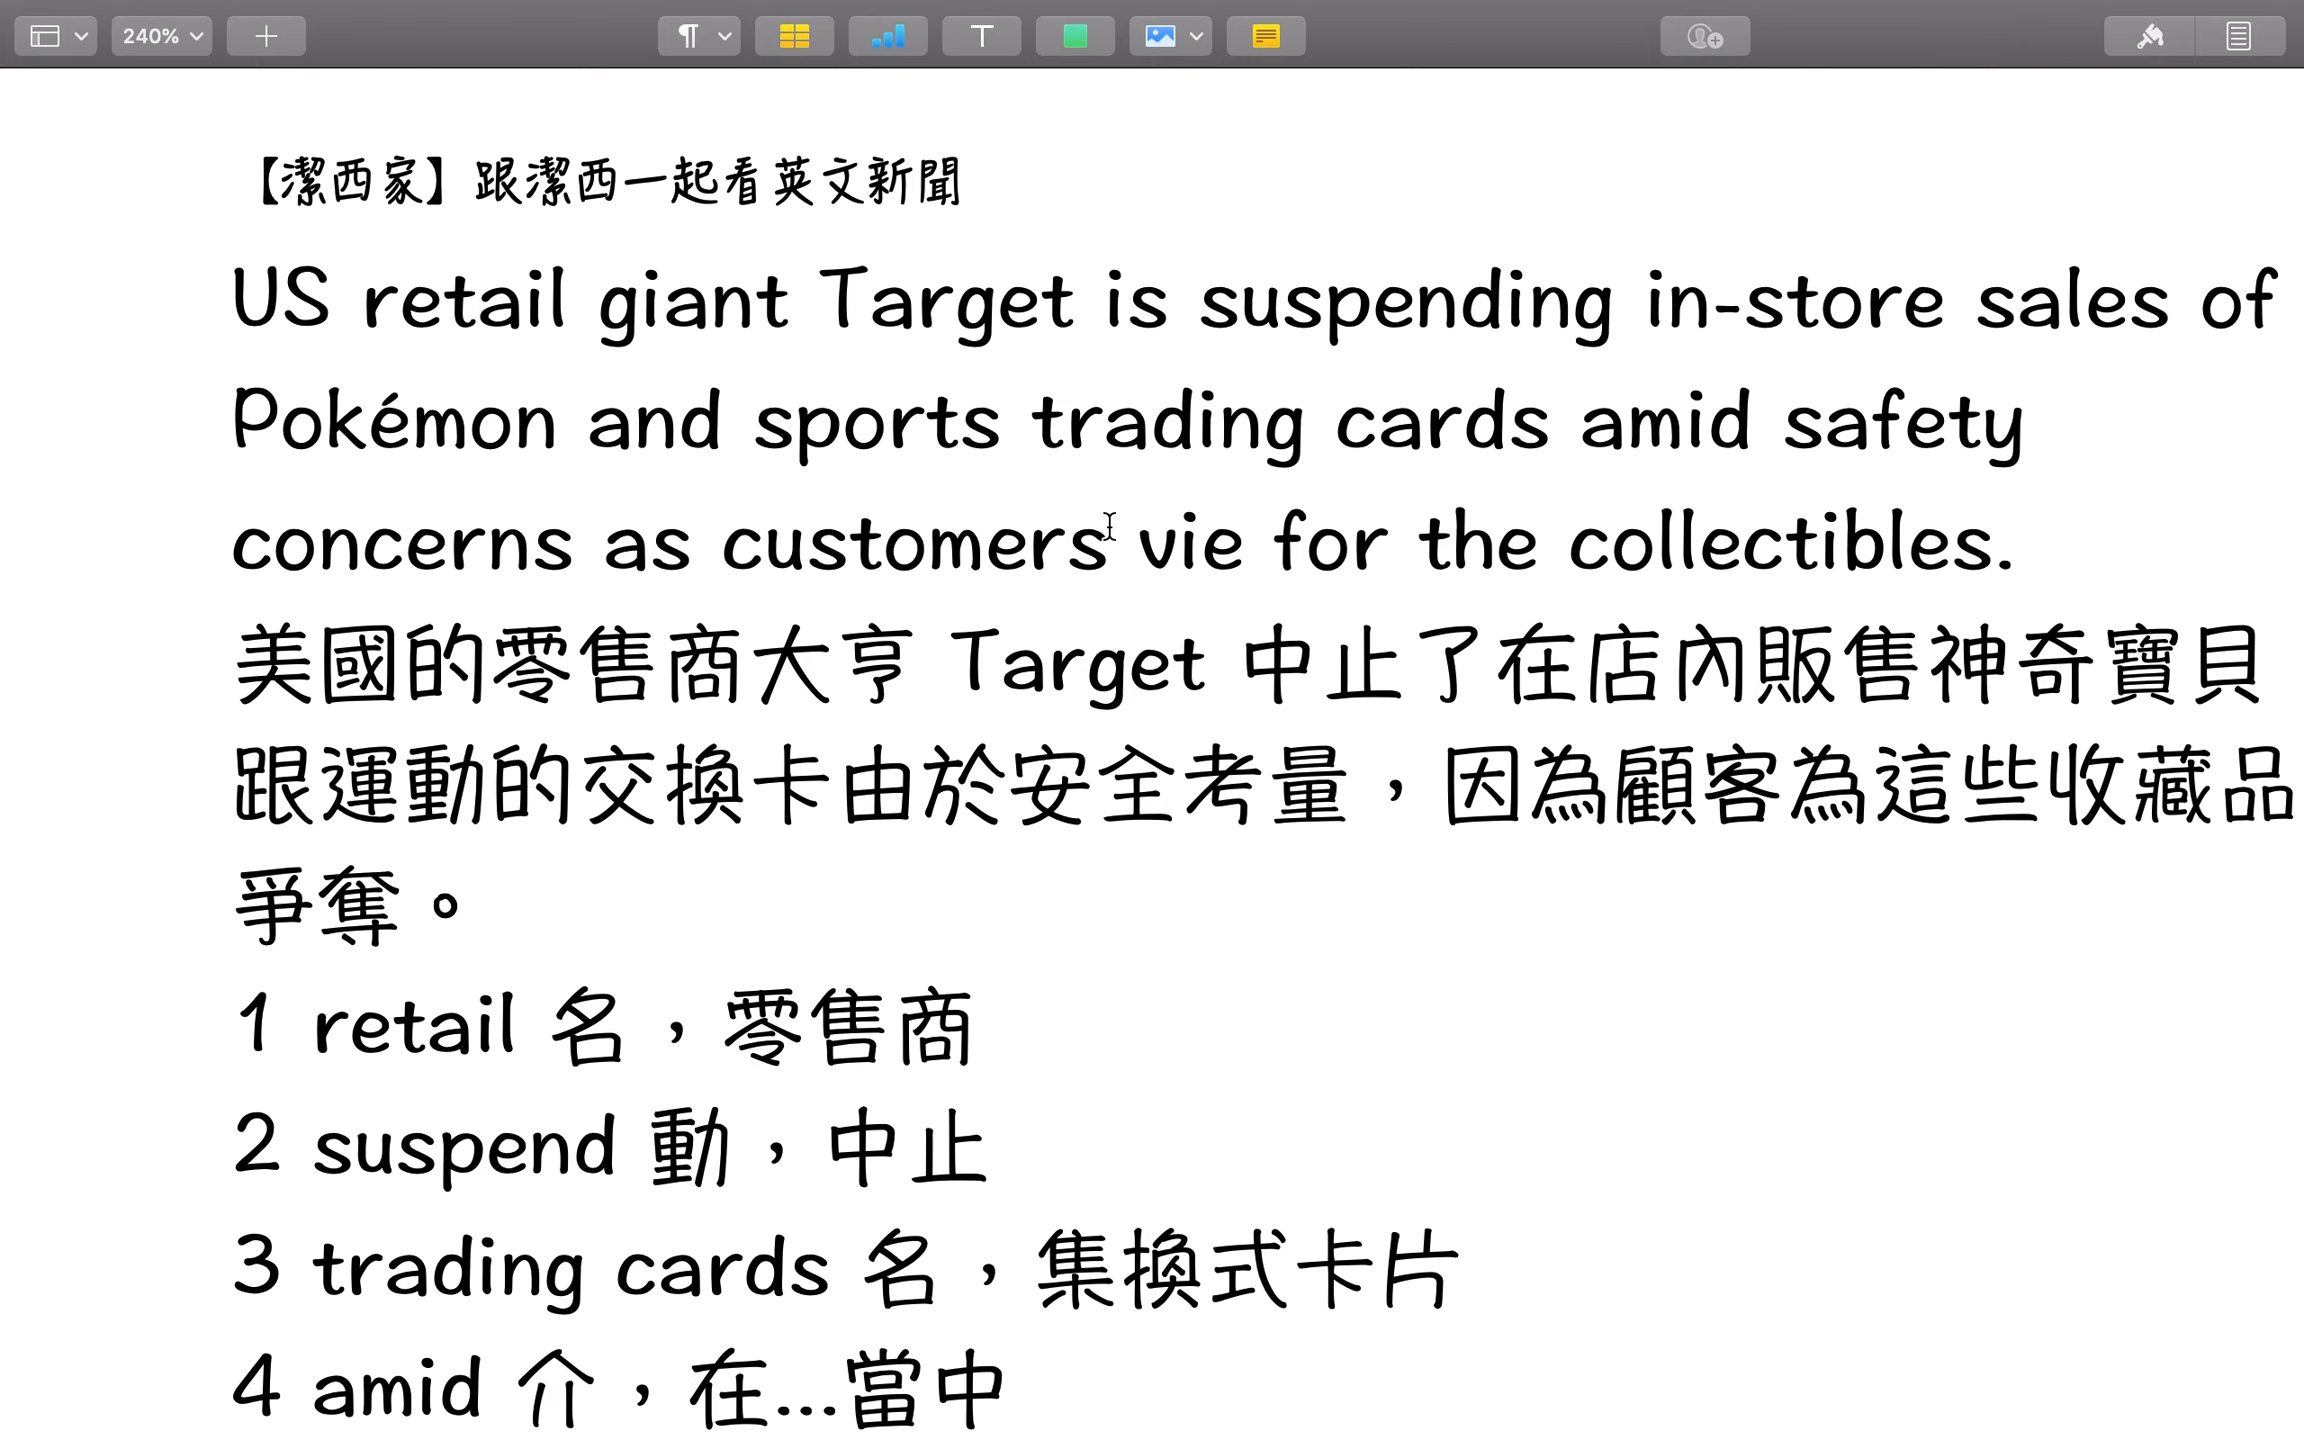 240%
【潔西家】跟潔西一起看英文新聞
US retail giant Target is suspending in-store sales of
Pokémon and sports trading cards amid safety
concerns as customers vie for the collectibles.
美國的零售商大亨 Target 中止了在店內販售神奇寶貝
跟運動的交換卡由於安全考量，因為顧客為這些收藏品
爭奪。
1 retail 名，零售商
2 suspend 動，中止
3 trading cards 名，集換式卡片
4 amid 介，在...當中